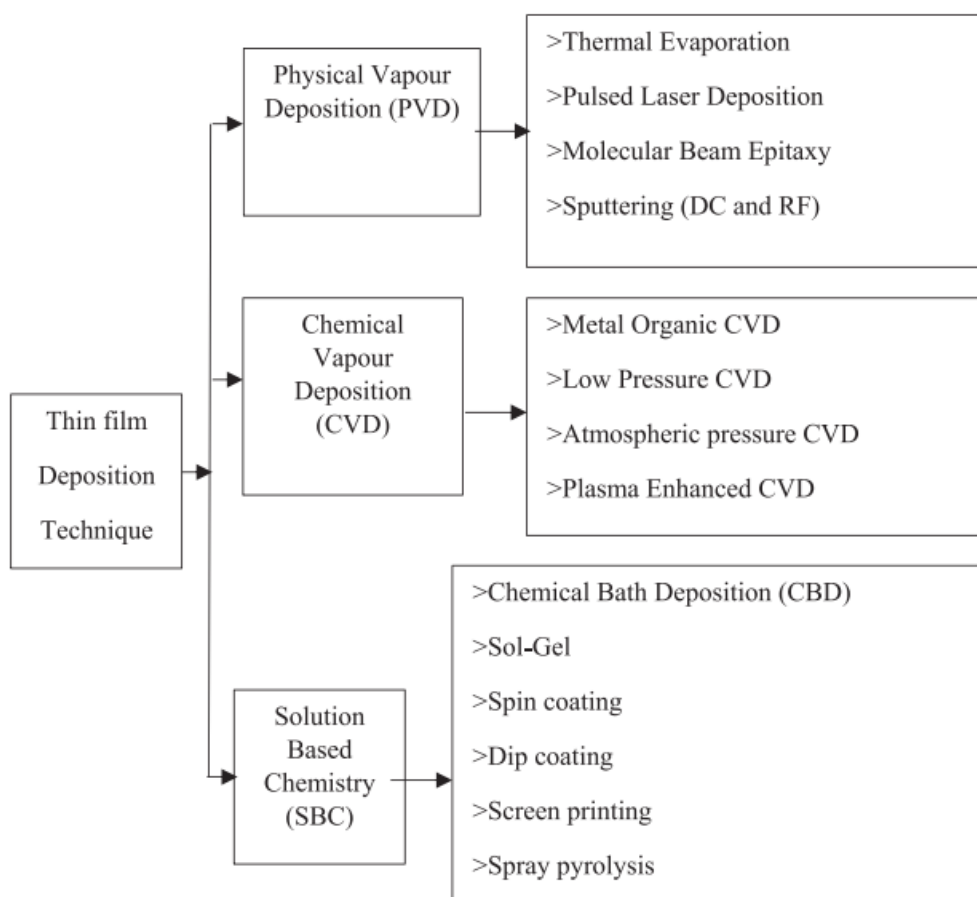 Thin film
Deposition
Technique
Physical Vapour
Deposition (PVD)
>Thermal Evaporation
>Pulsed Laser Deposition
>Molecular Beam Epitaxy
>Sputtering (DC and RF)
Chemical
Vapour
Deposition
(CVD)
>Metal Organic CVD
>Low Pressure CVD
>Atmospheric pressure CVD
>Plasma Enhanced CVD
Solution
Based
Chemistry
(SBC)
>Chemical Bath Deposition (CBD)
>Sol-Gel
>Spin coating
>Dip coating
>Screen printing
>Spray pyrolysis